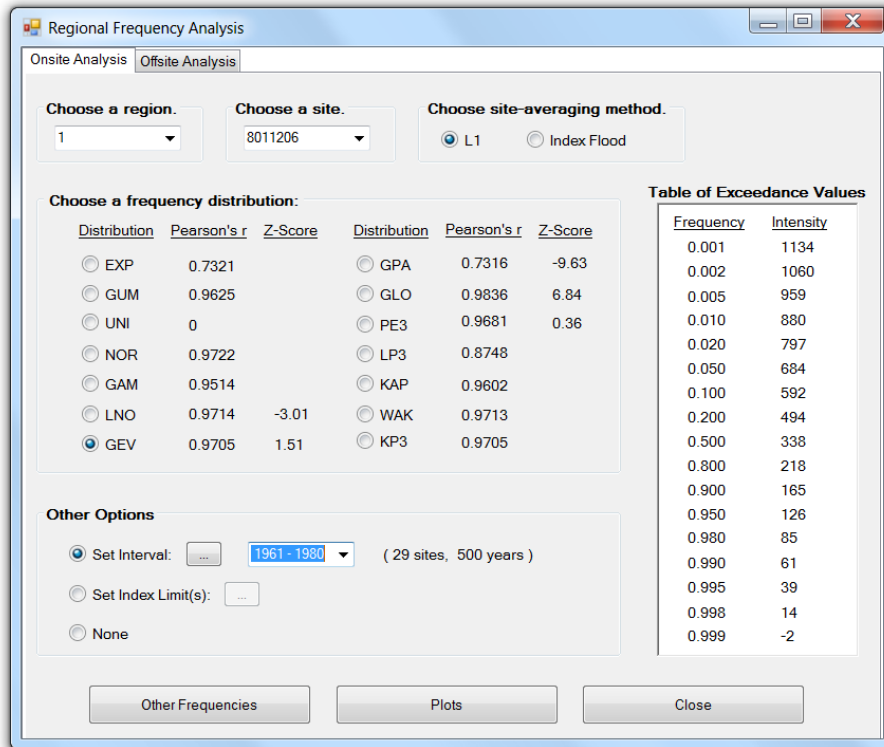 Regional Frequency Analysis
Onsite Analysis Offsite Analysis
Choose a region. Choose a site. Choose site-averaging method.
1 8011206 L1 Index Flood
Choose a frequency distribution:
Distribution Pearson's r Z-Score Distribution Pearson's r Z-Score
EXP 0.7321 GPA 0.7316 -9.63
GUM 0.9625 GLO 0.9836 6.84
UNI 0 PE3 0.9681 0.36
NOR 0.9722 LP3 0.8748
GAM 0.9514 KAP 0.9602
LNO 0.9714 -3.01 WAK 0.9713
GEV 0.9705 1.51 KP3 0.9705
Table of Exceedance Values
Frequency Intensity
0.001 1134
0.002 1060
0.005 959
0.010 880
0.020 797
0.050 684
0.100 592
0.200 494
0.500 338
0.800 218
0.900 165
0.950 126
0.980 85
0.990 61
0.995 39
0.998 14
0.999 -2
Other Options
Set Interval: ... 1961 - 1980 ( 29 sites, 500 years )
Set Index Limit(s): ...
None
Other Frequencies Plots Close